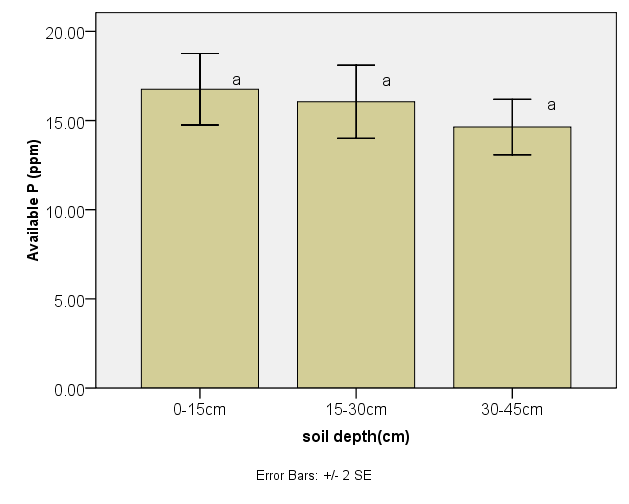 Available P (ppm)
20.00
15.00
10.00
5.00
0.00
a
a
a
0-15cm
15-30cm
30-45cm
soil depth(cm)
Error Bars: +/- 2 SE